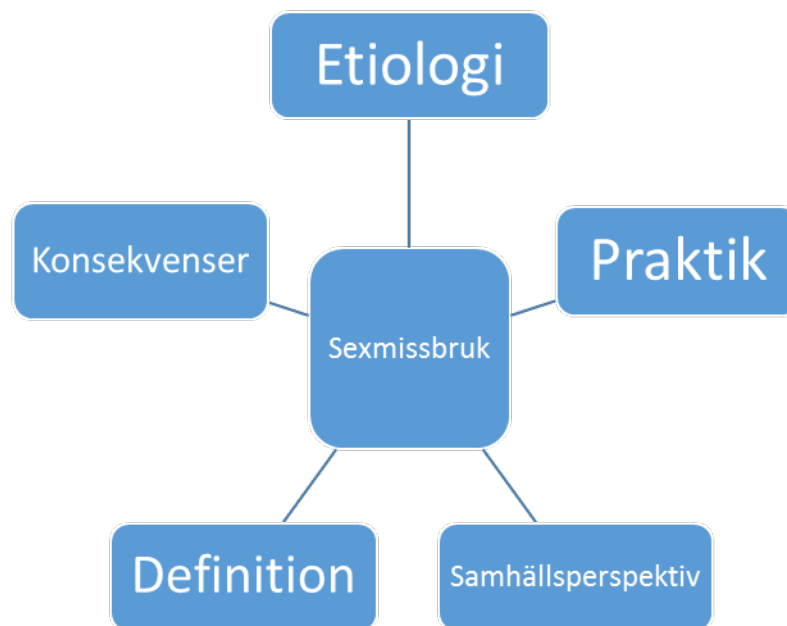 Etiologi
Konsekvenser
Praktik
Sexmissbruk
Definition
Samhällsperspektiv